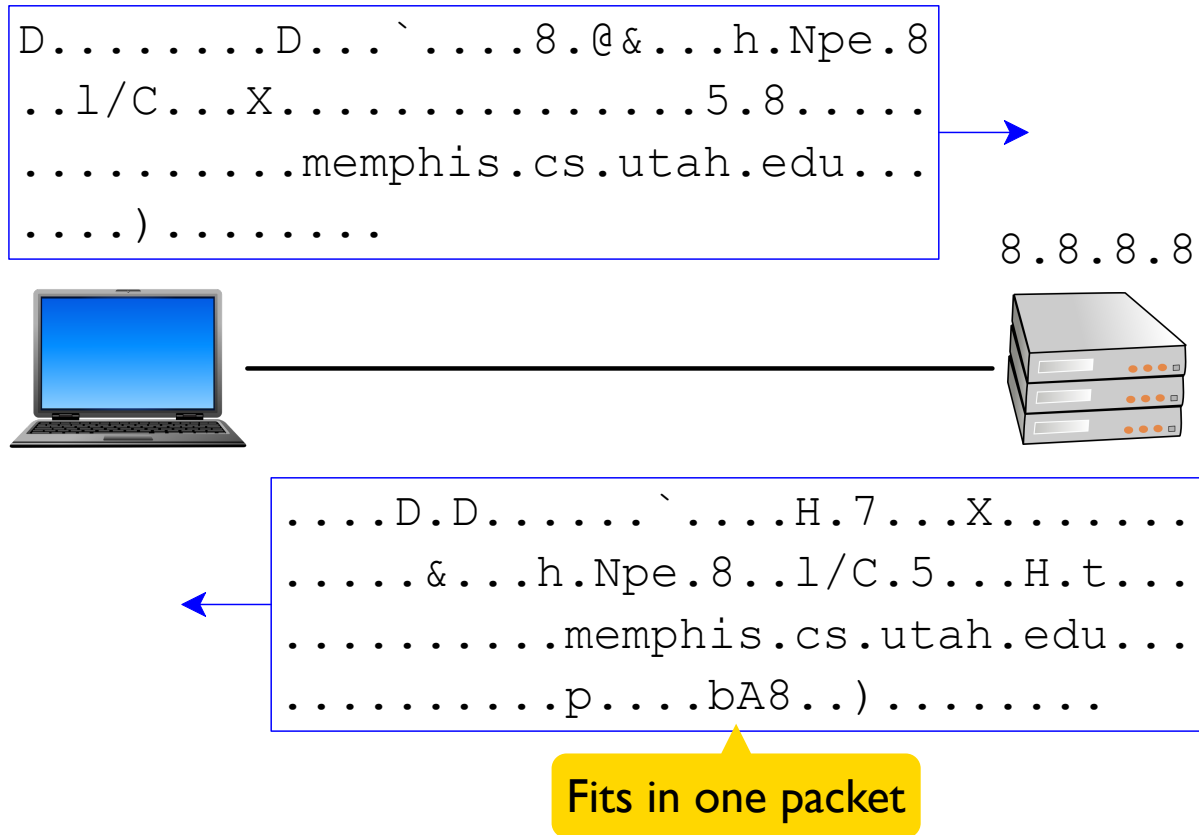 D........D...`....8.@&...h.Npe.8
..l/C...X...............5.8.....
..........memphis.cs.utah.edu...
....)........
8.8.8.8
....D.D......`....H.7...X.......
.....&...h.Npe.8..l/C.5...H.t...
..........memphis.cs.utah.edu...
..........p....bA8..)........
Fits in one packet